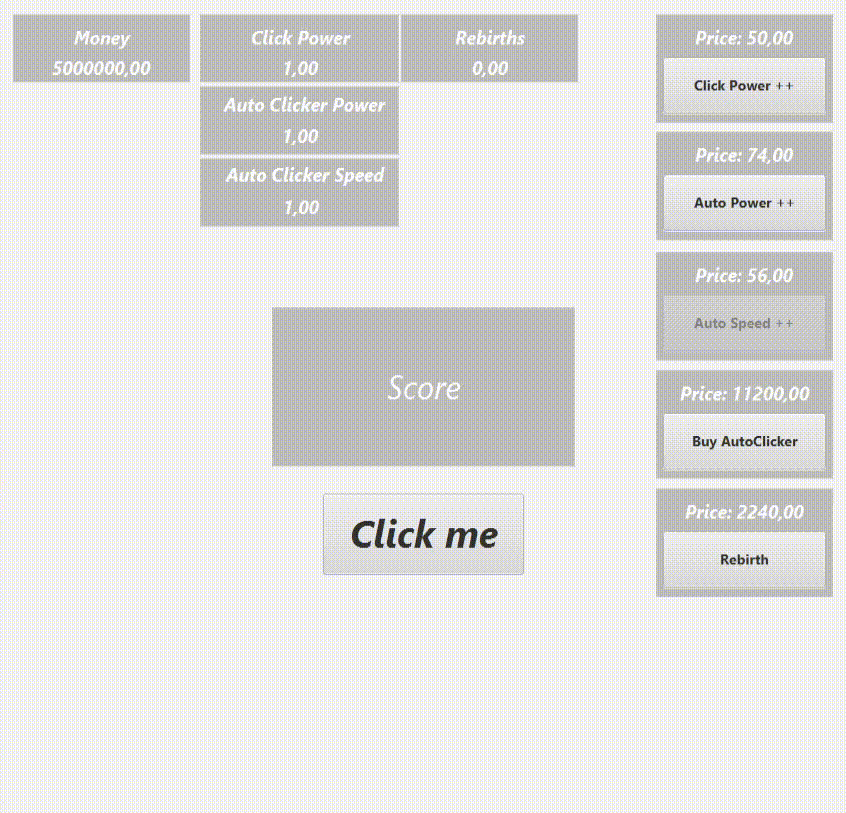 Money
5000000,00
Click Power
1,00
Rebirths
0,00
Auto Clicker Power
1,00
Auto Clicker Speed
1,00
Price: 50,00
Click Power ++
Price: 74,00
Auto Power ++
Price: 56,00
Auto Speed ++
Price: 11200,00
Buy AutoClicker
Price: 2240,00
Rebirth
Score
Click me